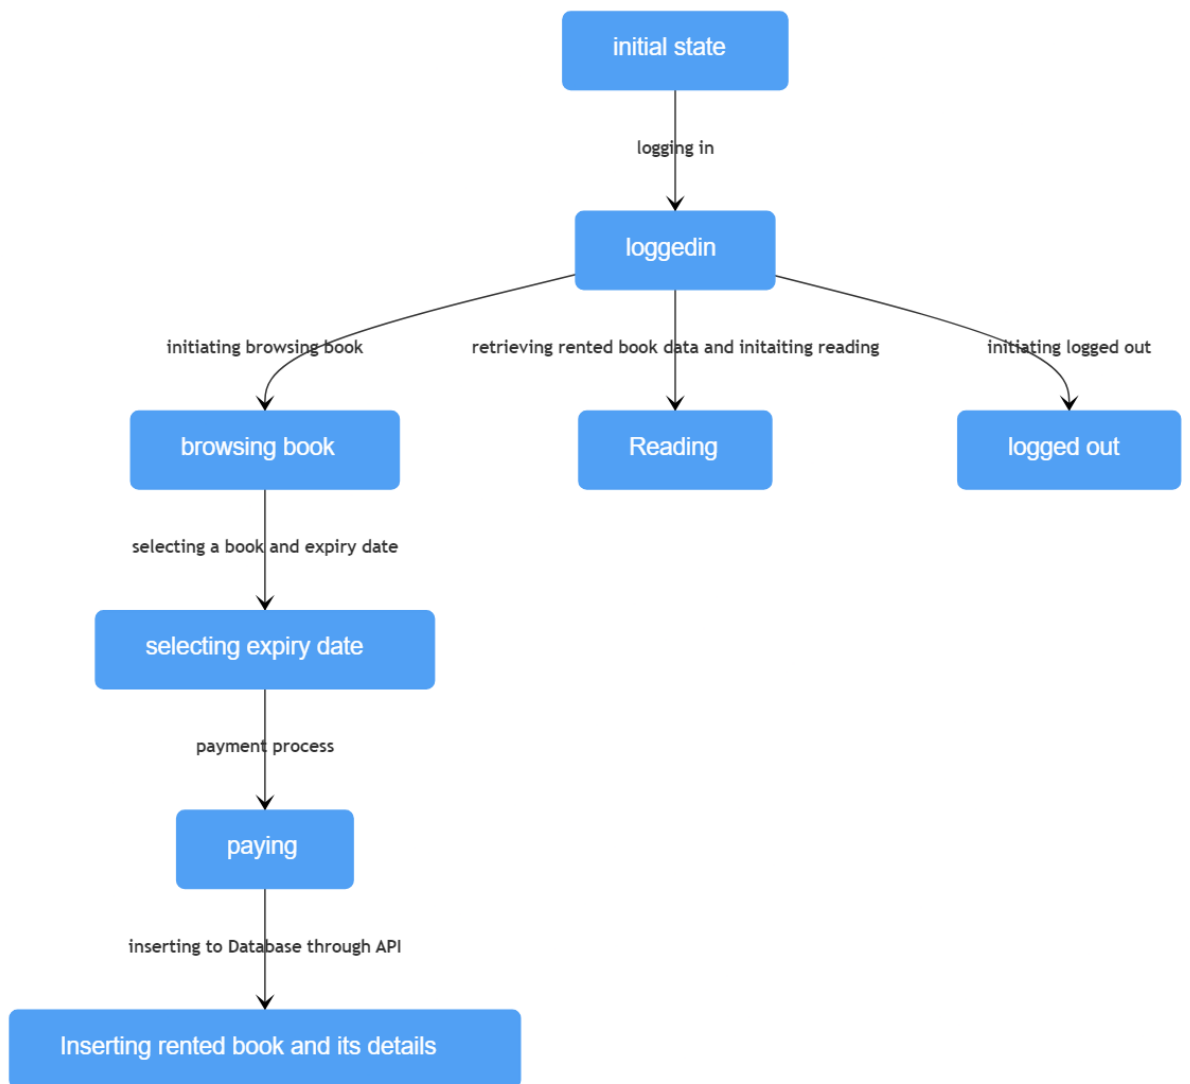 initial state
logging in
loggedin
initiating browsing book
retrieving rented book data and initaiting reading
initiating logged out
browsing book
Reading
logged out
selecting a book and expiry date
selecting expiry date
payment process
paying
inserting to Database through API
Inserting rented book and its details